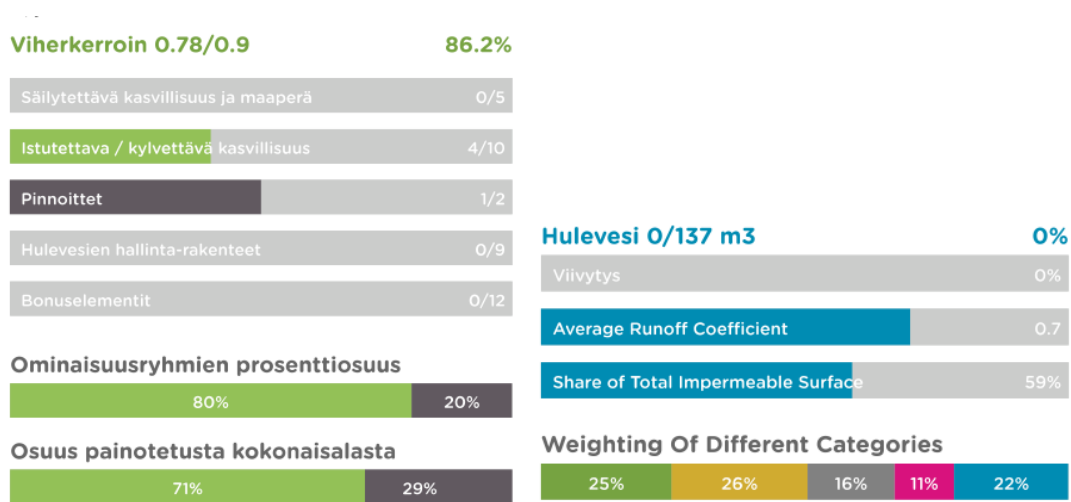 Viherkerroin 0.78/0.9 86.2%
Säilytettävä kasvillisuus ja maaperä 0/5
Istutettava / kylvettävä kasvillisuus 4/10
Pinnoittet 1/2
Hulevesien hallinta-rakenteet 0/9
Bonuselementit 0/12
Ominaisuusryhmien prosenttiosuus
80% 20%
Osuus painotetusta kokonaisalasta
71% 29%
Hulevesi 0/137 m3 0%
Viivytys 0%
Average Runoff Coefficient 0.7
Share of Total Impermeable Surface 59%
Weighting Of Different Categories
25% 26% 16% 11% 22%